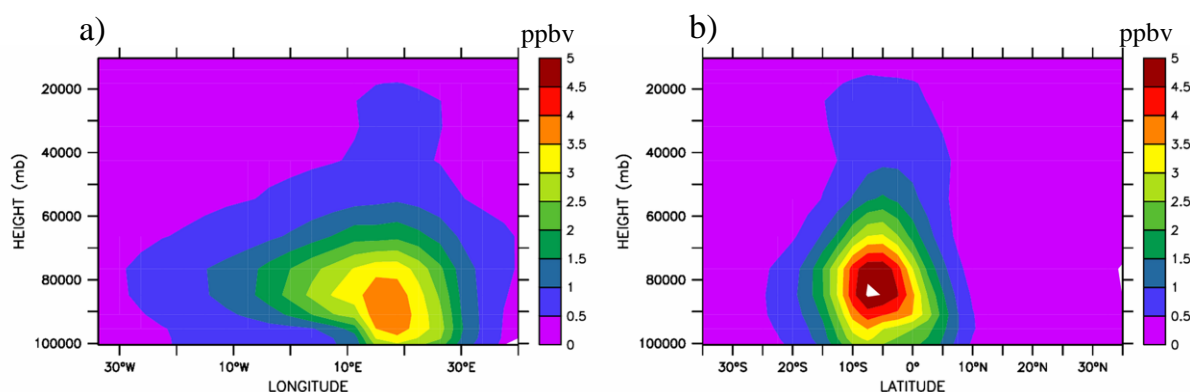 a)
ppbv
5
4.5
4
3.5
3
2.5
2
1.5
1
0.5
0
20000
40000
60000
80000
100000
HEIGHT (mb)
30°W
10°W
10°E
30°E
LONGITUDE
b)
ppbv
5
4.5
4
3.5
3
2.5
2
1.5
1
0.5
0
20000
40000
60000
80000
100000
HEIGHT (mb)
30°S
20°S
10°S
0°
10°N
20°N
30°N
LATITUDE